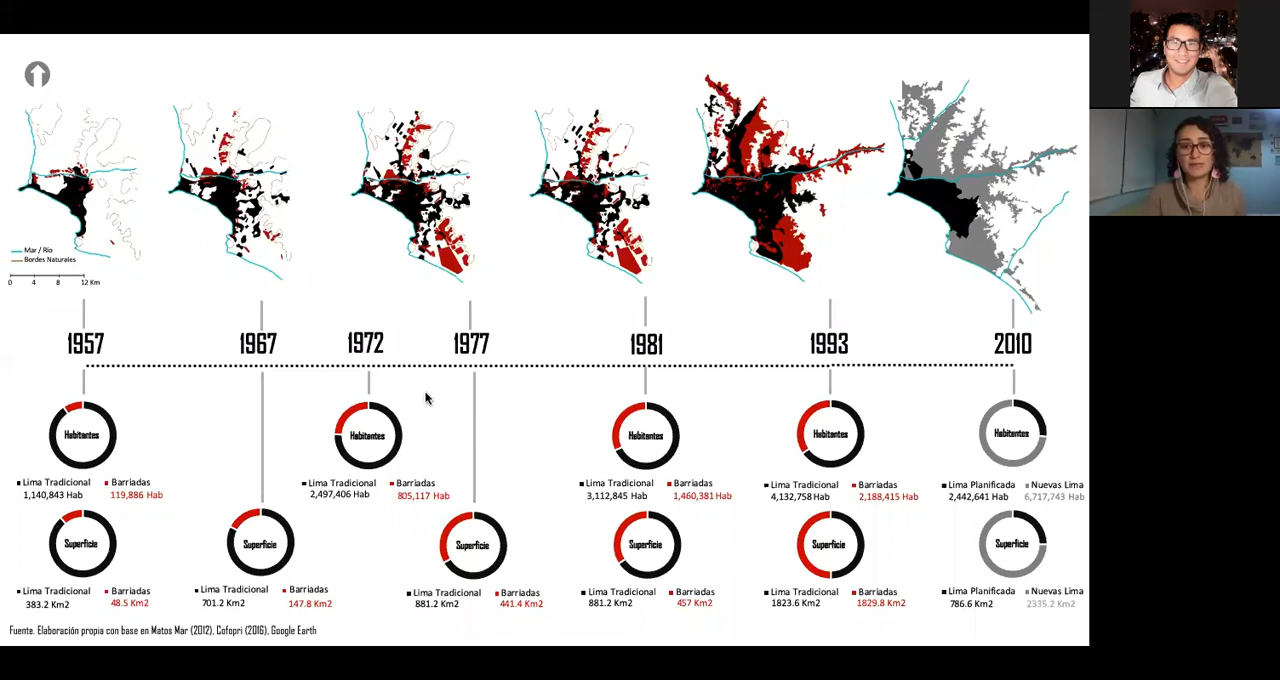 Mar / Río
Bordes Naturales
0 4 8 12 Km
1957
1967
1972
1977
1981
1993
2010
Habitantes
Lima Tradicional Barriadas
1,140,843 Hab 119,886 Hab
Habitantes
Lima Tradicional Barriadas
2,497,406 Hab 805,117 Hab
Habitantes
Lima Tradicional Barriadas
3,112,845 Hab 1,460,381 Hab
Habitantes
Lima Tradicional Barriadas
4,132,758 Hab 2,188,415 Hab
Habitantes
Lima Planificada Nuevas Lima
2,442,641 Hab 6,717,743 Hab
Superficie
Lima Tradicional Barriadas
383.2 Km2 48.5 Km2
Superficie
Lima Tradicional Barriadas
701.2 Km2 147.8 Km2
Superficie
Lima Tradicional Barriadas
881.2 Km2 441.4 Km2
Superficie
Lima Tradicional Barriadas
881.2 Km2 457 Km2
Superficie
Lima Tradicional Barriadas
1823.6 Km2 1829.8 Km2
Superficie
Lima Planificada Nuevas Lima
786.6 Km2 2335.2 Km2
Fuente. Elaboración propia con base en Matos Mar (2012), Cofopri (2016), Google Earth